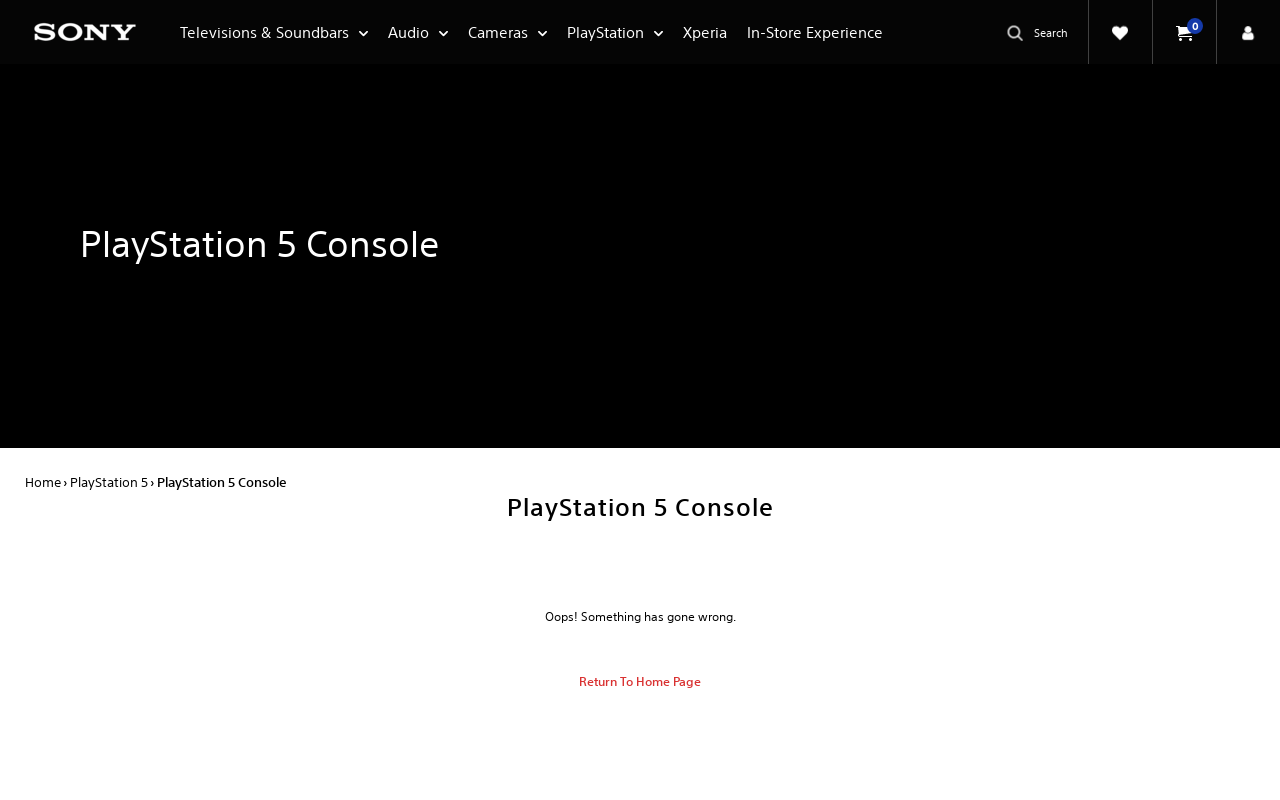 SONY Televisions & Soundbars Audio Cameras PlayStation Xperia In-Store Experience Search 0
PlayStation 5 Console
Home › PlayStation 5 › PlayStation 5 Console
PlayStation 5 Console
Oops! Something has gone wrong.
Return To Home Page